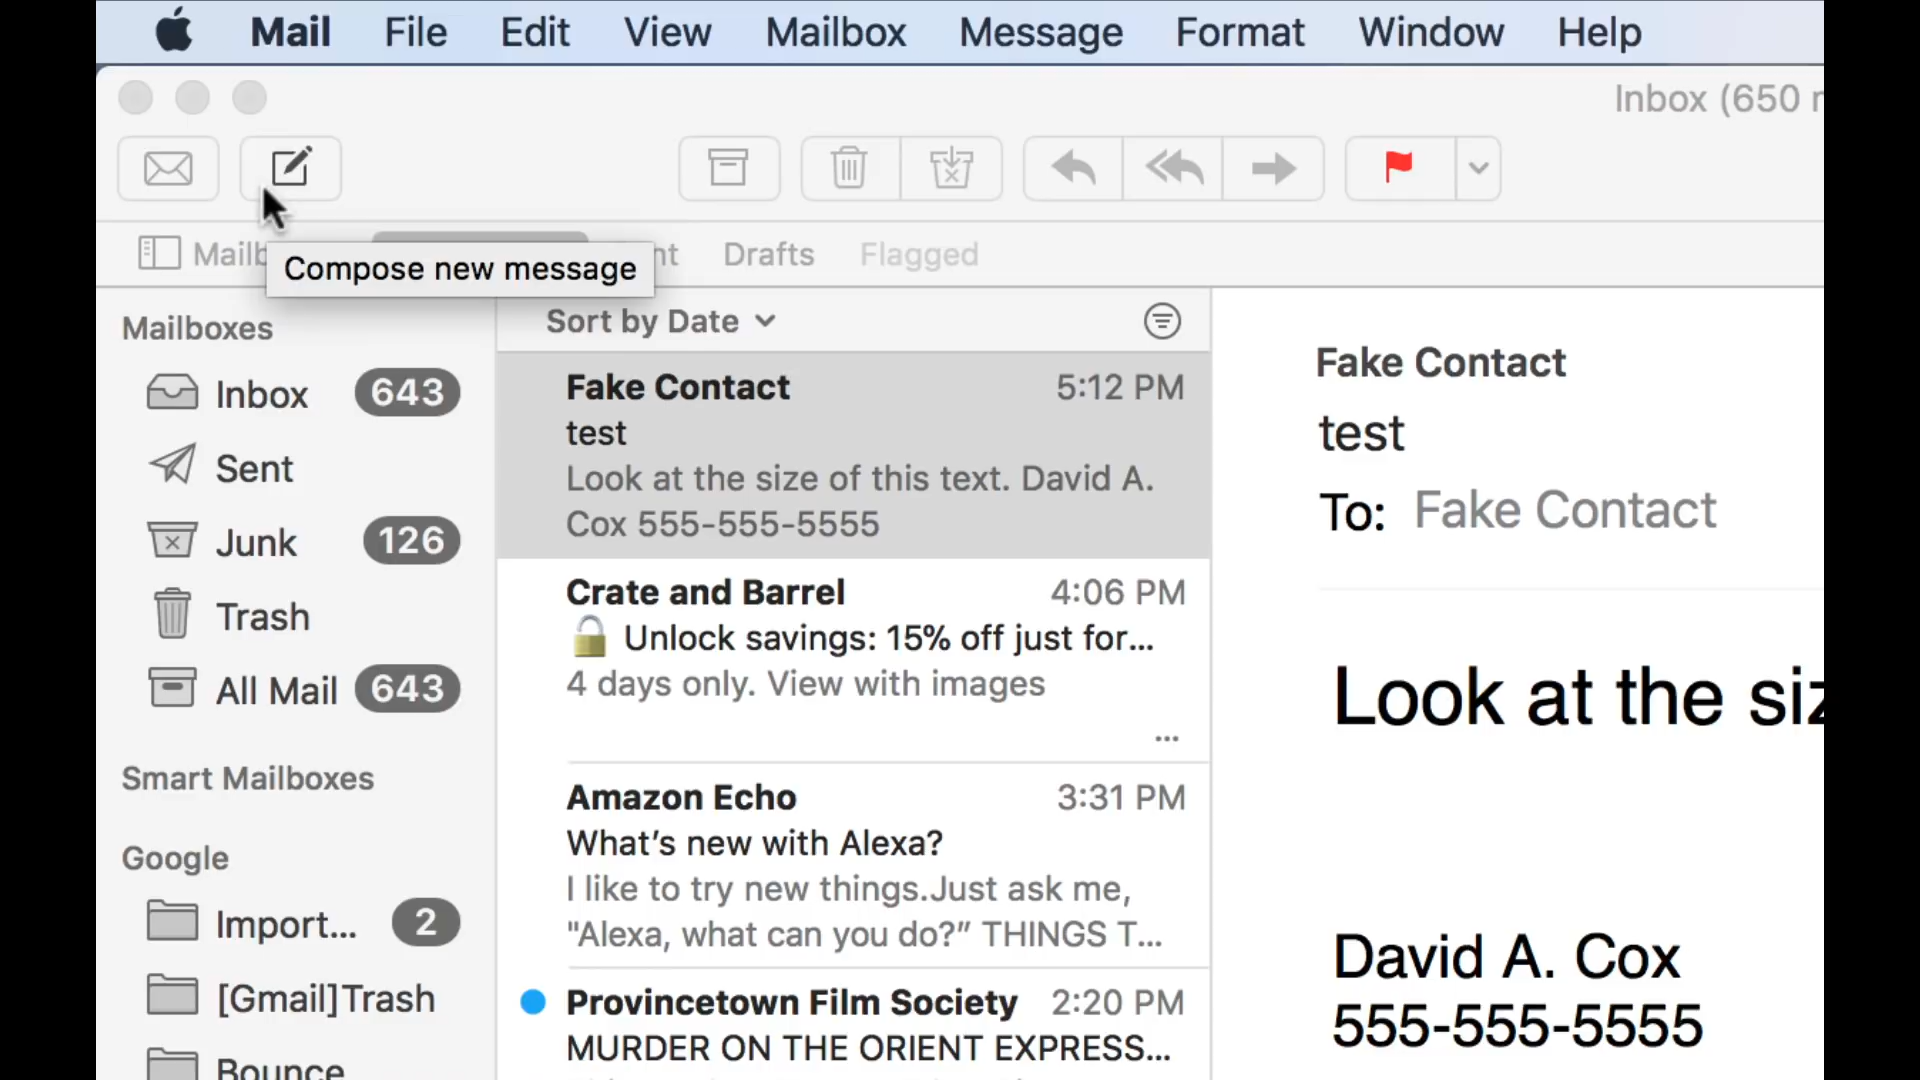 Mail File Edit View Mailbox Message Format Window Help
Inbox (650
Compose new message
Drafts Flagged
Mailboxes
Inbox 643
Sent
Junk 126
Trash
All Mail 643
Smart Mailboxes
Google
Import... 2
[Gmail]Trash
Bounce
Sort by Date
Fake Contact 5:12 PM
test
Look at the size of this text. David A.
Cox 555-555-5555
Crate and Barrel 4:06 PM
🔓 Unlock savings: 15% off just for...
4 days only. View with images
...
Amazon Echo 3:31 PM
What's new with Alexa?
I like to try new things.Just ask me,
"Alexa, what can you do?” THINGS T...
Provincetown Film Society 2:20 PM
MURDER ON THE ORIENT EXPRESS...
Fake Contact
test
To: Fake Contact
Look at the siz
David A. Cox
555-555-5555